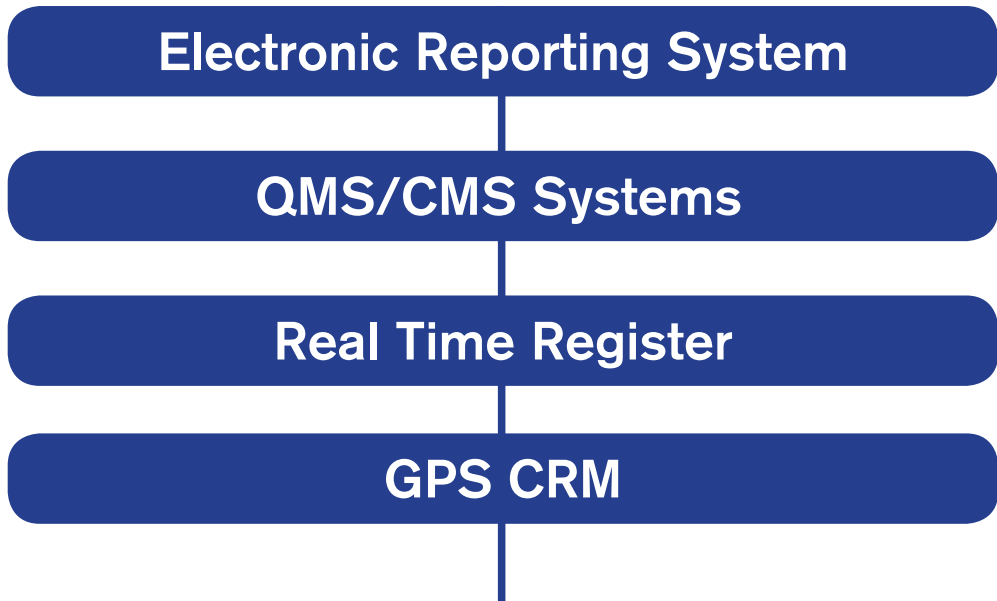 Electronic Reporting System
QMS/CMS Systems
Real Time Register
GPS CRM